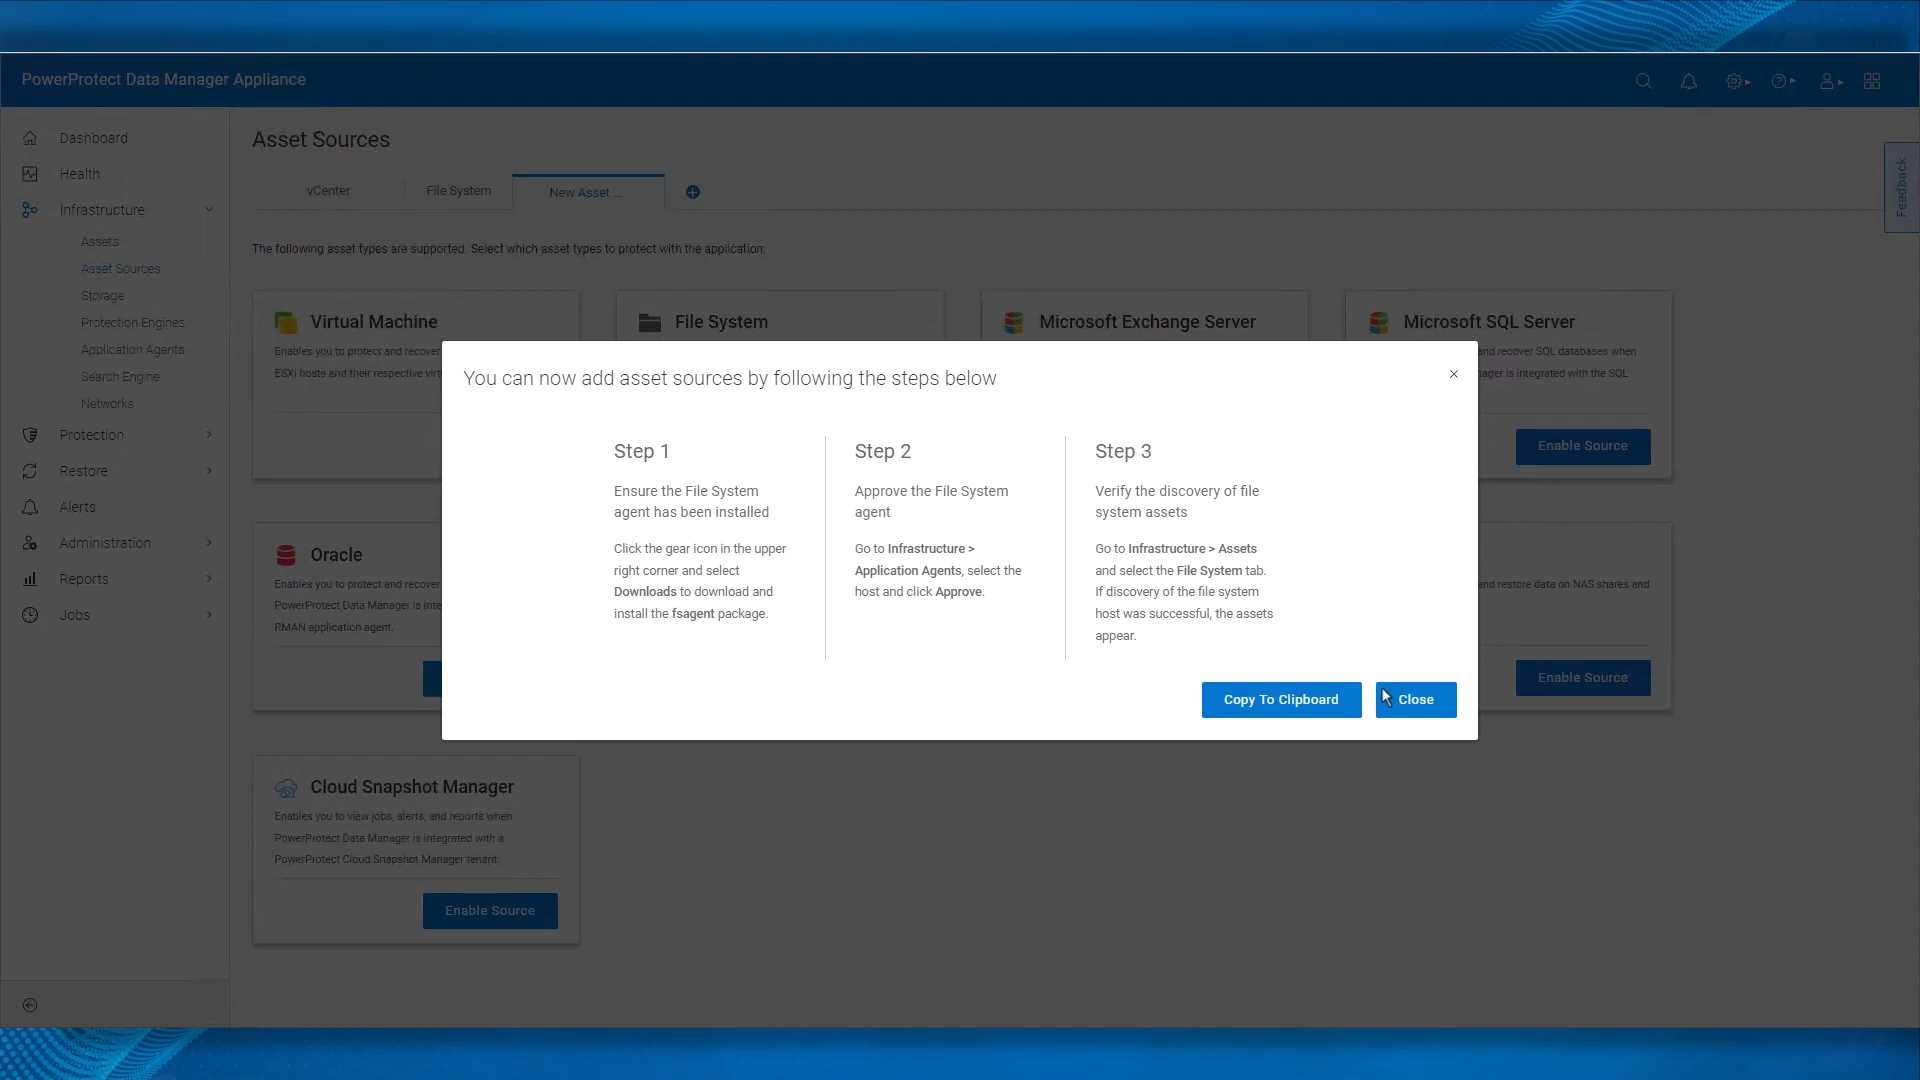 PowerProtect Data Manager Appliance
Dashboard
Health
Infrastructure
Assets
Asset Sources
Storage
Protection Engines
Application Agents
Search Engine
Networks
Protection
Restore
Alerts
Administration
Reports
Jobs
Asset Sources
vCenter
File System
New Asset ...
Feedback
The following asset types are supported. Select which asset types to protect with the application.
Virtual Machine
Enables you to protect and recover
ESXi hosts and their respective
File System
Microsoft Exchange Server
Microsoft SQL Server
and recover SQL databases when
is integrated with the SQL
Enable Source
You can now add asset sources by following the steps below
Step 1
Ensure the File System
agent has been installed
Click the gear icon in the upper
right corner and select
Downloads to download and
install the fsagent package.
Step 2
Approve the File System
agent
Go to Infrastructure >
Application Agents, select the
host and click Approve.
Step 3
Verify the discovery of file
system assets
Go to Infrastructure > Assets
and select the File System tab.
If discovery of the file system
host was successful, the assets
appear.
Copy To Clipboard
Close
Oracle
Enables you to protect and recover
PowerProtect Data Manager is
RMAN application agent.
and restore data on NAS shares and
Enable Source
Cloud Snapshot Manager
Enables you to view jobs, alerts, and reports when
PowerProtect Data Manager is integrated with a
PowerProtect Cloud Snapshot Manager tenant.
Enable Source